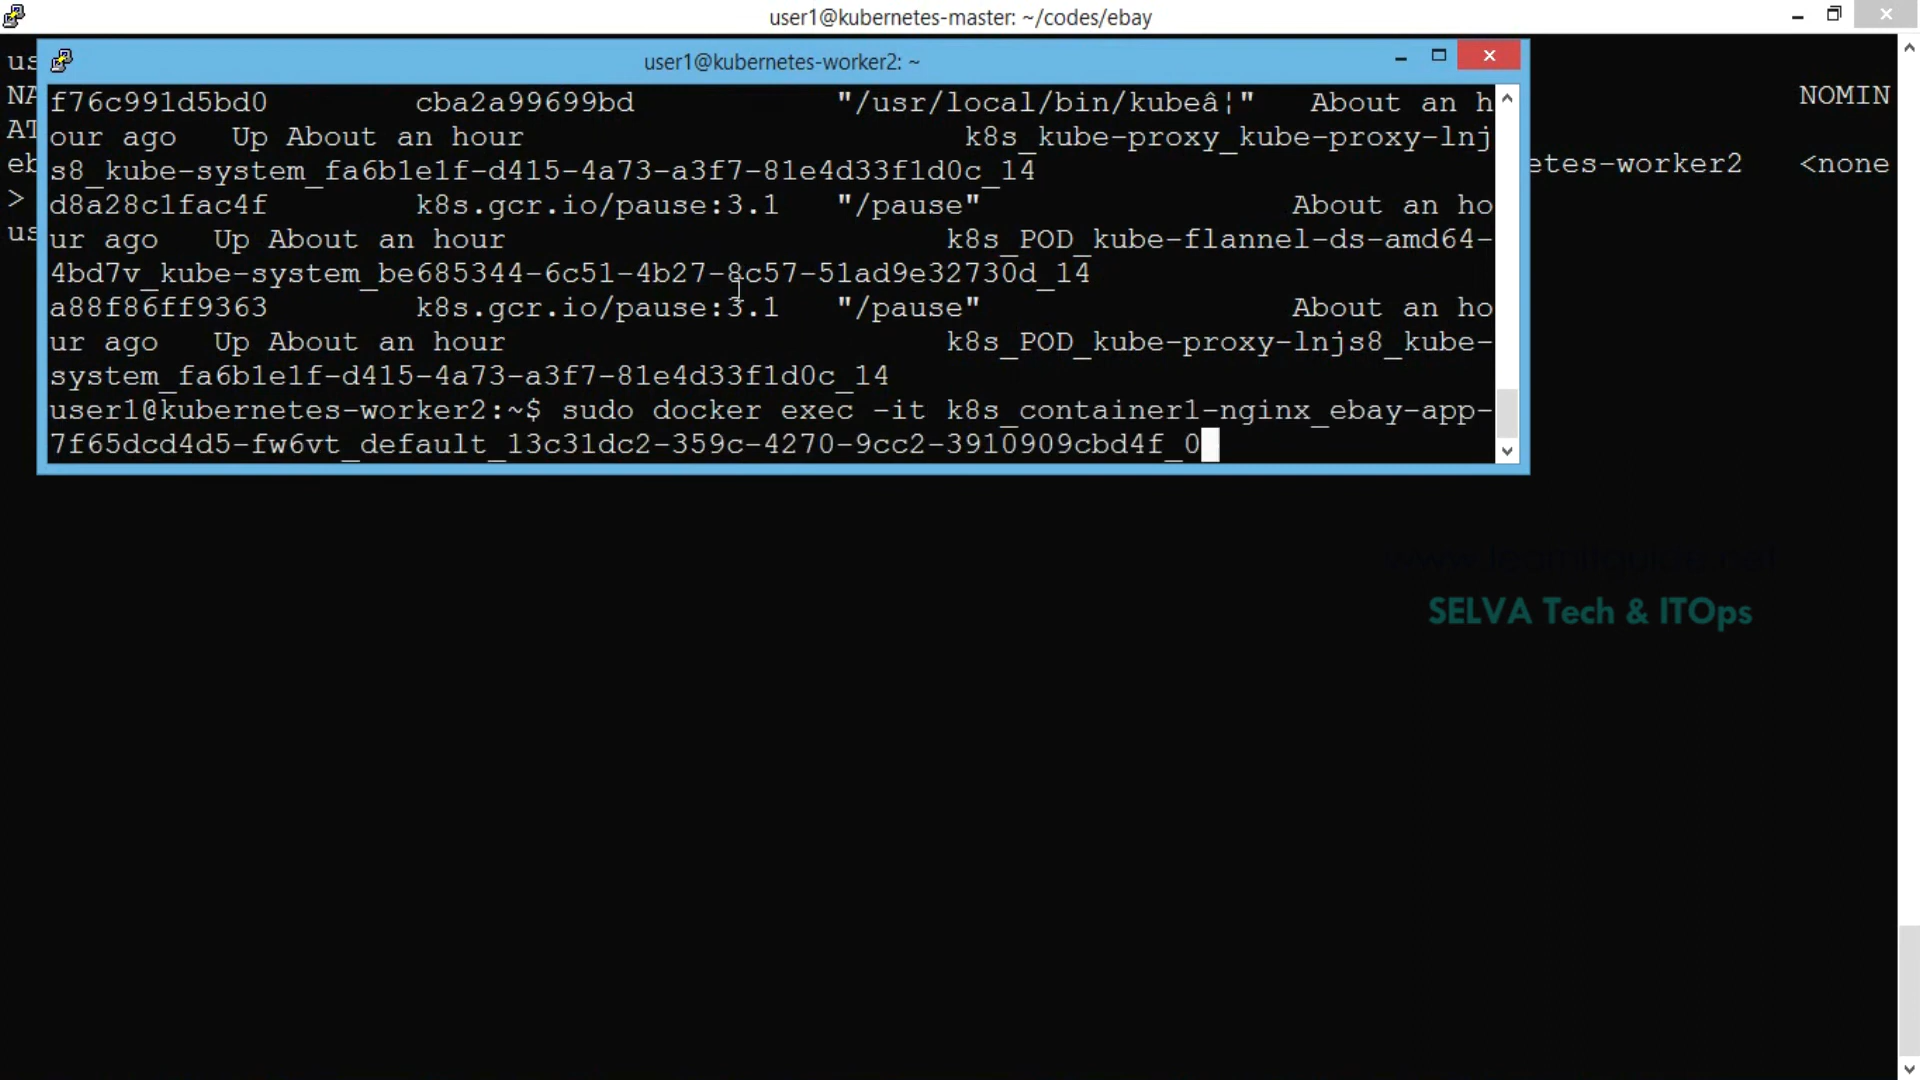 user1@kubernetes-master: ~/codes/ebay
us
user1@kubernetes-worker2: ~
NA
NOMIN
AT
eb
etes-worker2 <none
>
us
f76c991d5bd0 cba2a99699bd "/usr/local/bin/kubeâ¦" About an h
our ago Up About an hour k8s_kube-proxy_kube-proxy-lnj
s8_kube-system_fa6b1e1f-d415-4a73-a3f7-81e4d33f1d0c_14
d8a28c1fac4f k8s.gcr.io/pause:3.1 "/pause" About an ho
ur ago Up About an hour k8s_POD_kube-flannel-ds-amd64-
4bd7v_kube-system_be685344-6c51-4b27-8c57-51ad9e32730d_14
a88f86ff9363 k8s.gcr.io/pause:3.1 "/pause" About an ho
ur ago Up About an hour k8s_POD_kube-proxy-lnjs8_kube-
system_fa6b1e1f-d415-4a73-a3f7-81e4d33f1d0c_14
user1@kubernetes-worker2:~$ sudo docker exec -it k8s_container1-nginx_ebay-app-
7f65dcd4d5-fw6vt_default_13c31dc2-359c-4270-9cc2-3910909cbd4f_0
SELVA Tech & ITOps